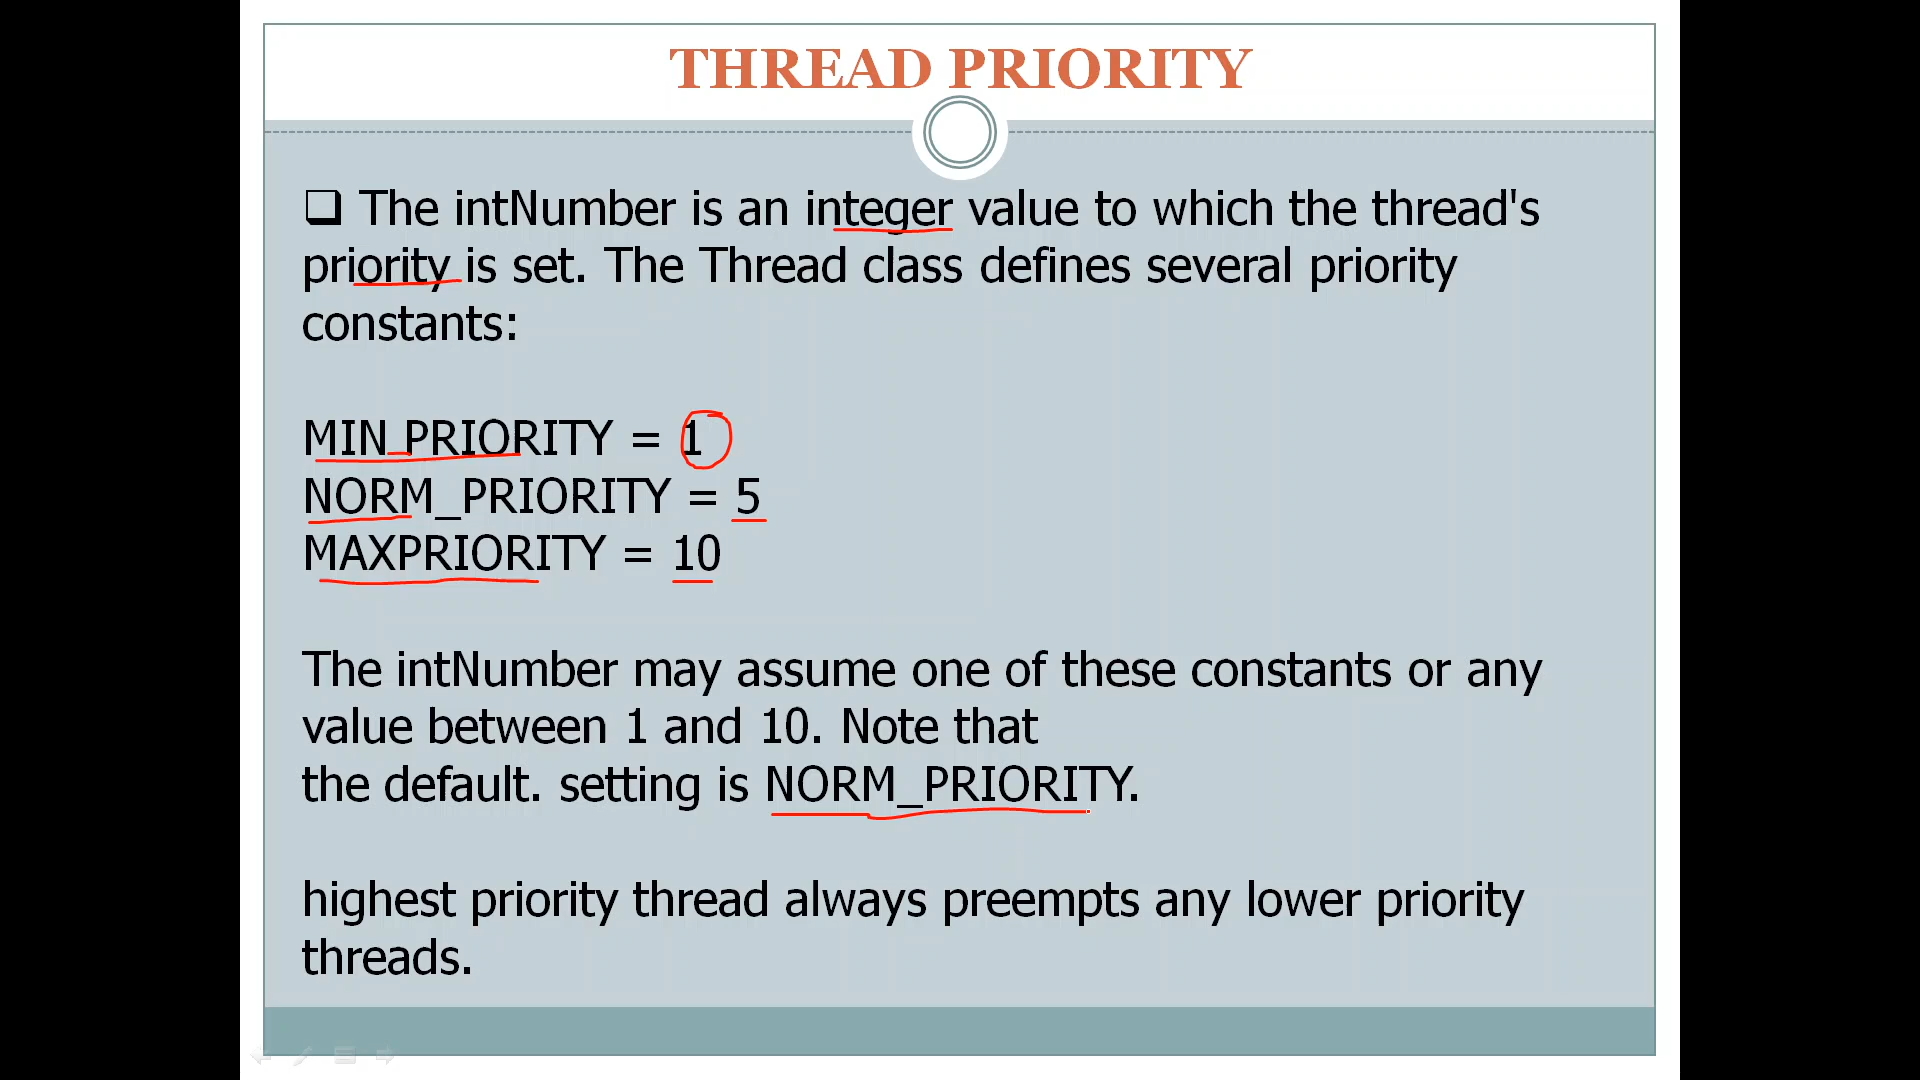 THREAD PRIORITY
❑ The intNumber is an integer value to which the thread's
priority is set. The Thread class defines several priority
constants:
MIN_PRIORITY = 1
NORM_PRIORITY = 5
MAXPRIORITY = 10
The intNumber may assume one of these constants or any
value between 1 and 10. Note that
the default. setting is NORM_PRIORITY.
highest priority thread always preempts any lower priority
threads.